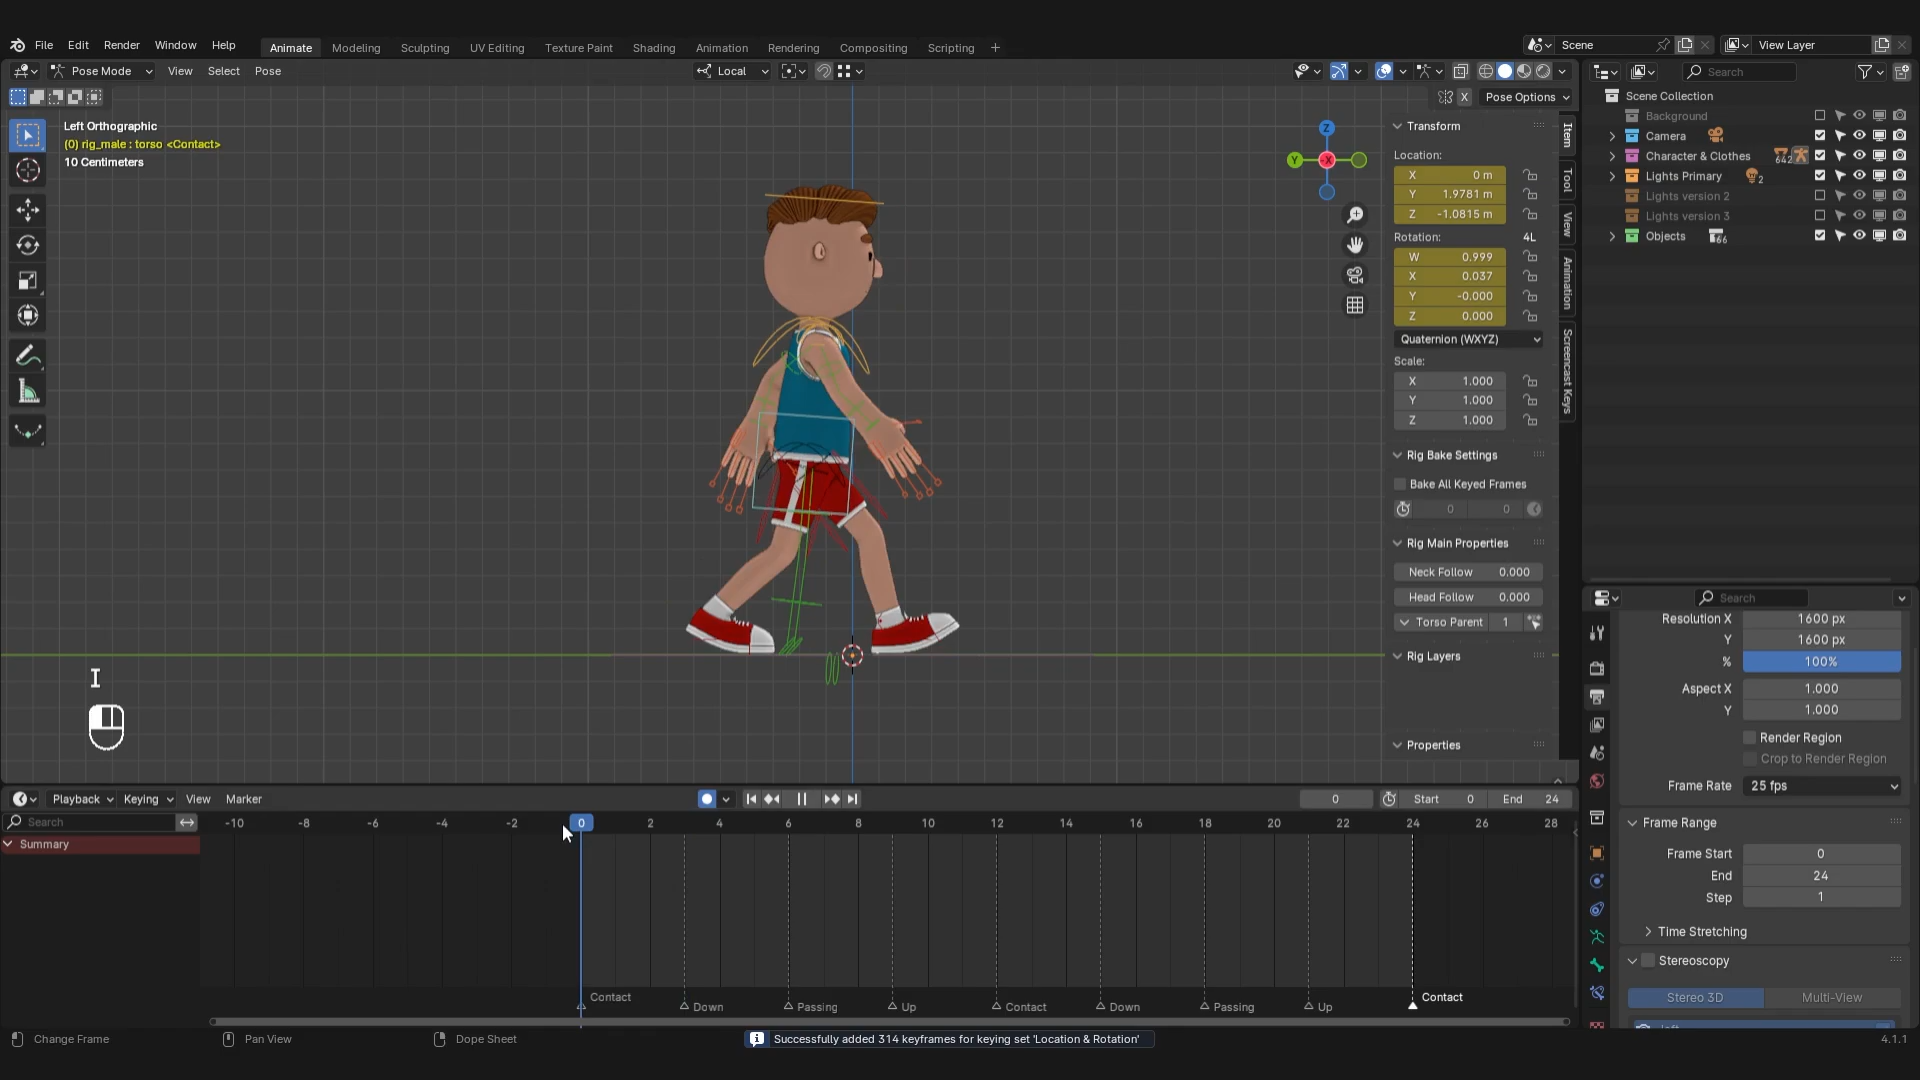 File Edit Render Window Help Animate Modeling Sculpting UV Editing Texture Paint Shading Animation Rendering Compositing Scripting + Scene View Layer
Pose Mode View Select Pose Local Search
X Pose Options
Scene Collection
Background
Camera
Character & Clothes 642
Lights Primary 2
Lights version 2
Lights version 3
Objects 66
Left Orthographic
(0) rig_male : torso <Contact>
10 Centimeters
Z
Y -X
Transform
Location:
X 0 m
Y 1.9781 m
Z -1.0815 m
Rotation: 4L
W 0.999
X 0.037
Y -0.000
Z 0.000
Quaternion (WXYZ)
Scale:
X 1.000
Y 1.000
Z 1.000
Rig Bake Settings
Bake All Keyed Frames
0 0
Rig Main Properties
Neck Follow 0.000
Head Follow 0.000
Torso Parent 1
Rig Layers
Properties
Item
Tool
View
Animation
Screencast Keys
I
Search
Resolution X 1600 px
Y 1600 px
% 100%
Aspect X 1.000
Y 1.000
Render Region
Crop to Render Region
Frame Rate 25 fps
Frame Range
Frame Start 0
End 24
Step 1
Time Stretching
Stereoscopy
Stereo 3D Multi-View
Playback Keying View Marker 0 Start 0 End 24
Search -10 -8 -6 -4 -2 0 2 4 6 8 10 12 14 16 18 20 22 24 26 28
Summary
Contact Down Passing Up Contact Down Passing Up Contact
Change Frame Pan View Dope Sheet Successfully added 314 keyframes for keying set 'Location & Rotation' 4.1.1